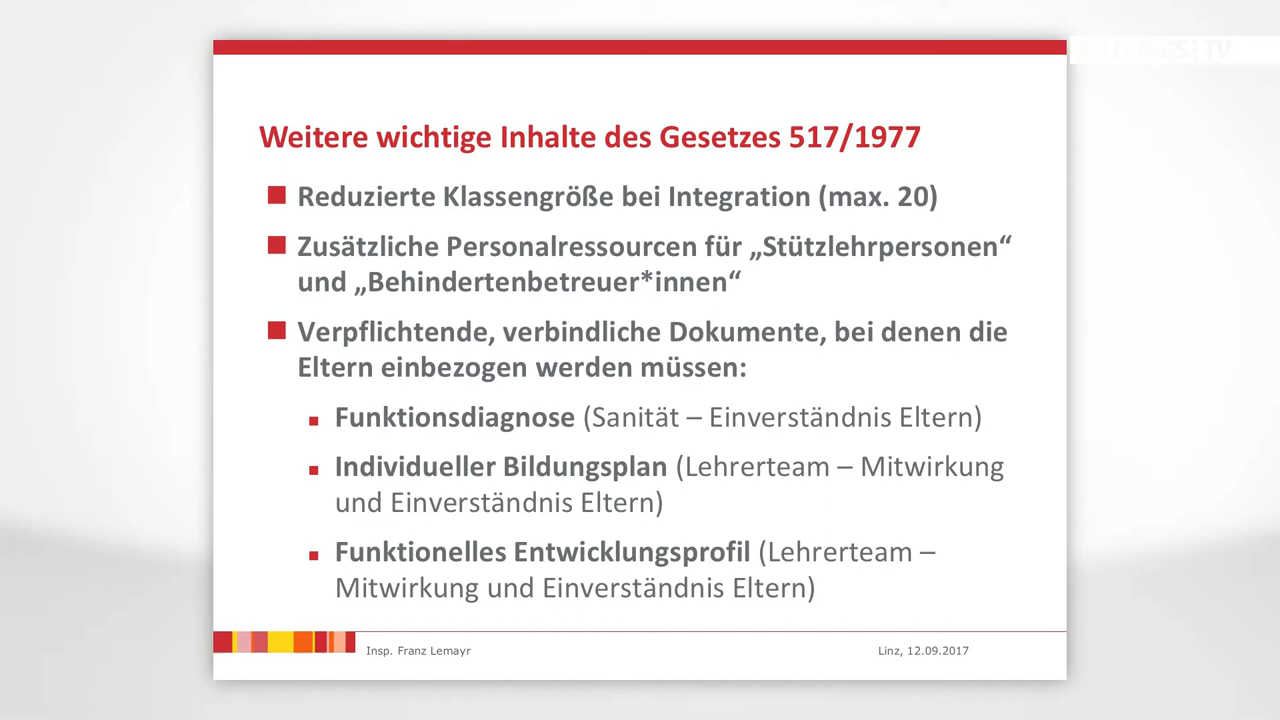 Weitere wichtige Inhalte des Gesetzes 517/1977
Reduzierte Klassengröße bei Integration (max. 20)
Zusätzliche Personalressourcen für „Stützlehrpersonen“
und „Behindertenbetreuer*innen“
Verpflichtende, verbindliche Dokumente, bei denen die
Eltern einbezogen werden müssen:
Funktionsdiagnose (Sanität – Einverständnis Eltern)
Individueller Bildungsplan (Lehrerteam – Mitwirkung
und Einverständnis Eltern)
Funktionelles Entwicklungsprofil (Lehrerteam –
Mitwirkung und Einverständnis Eltern)
Insp. Franz Lemayr
Linz, 12.09.2017